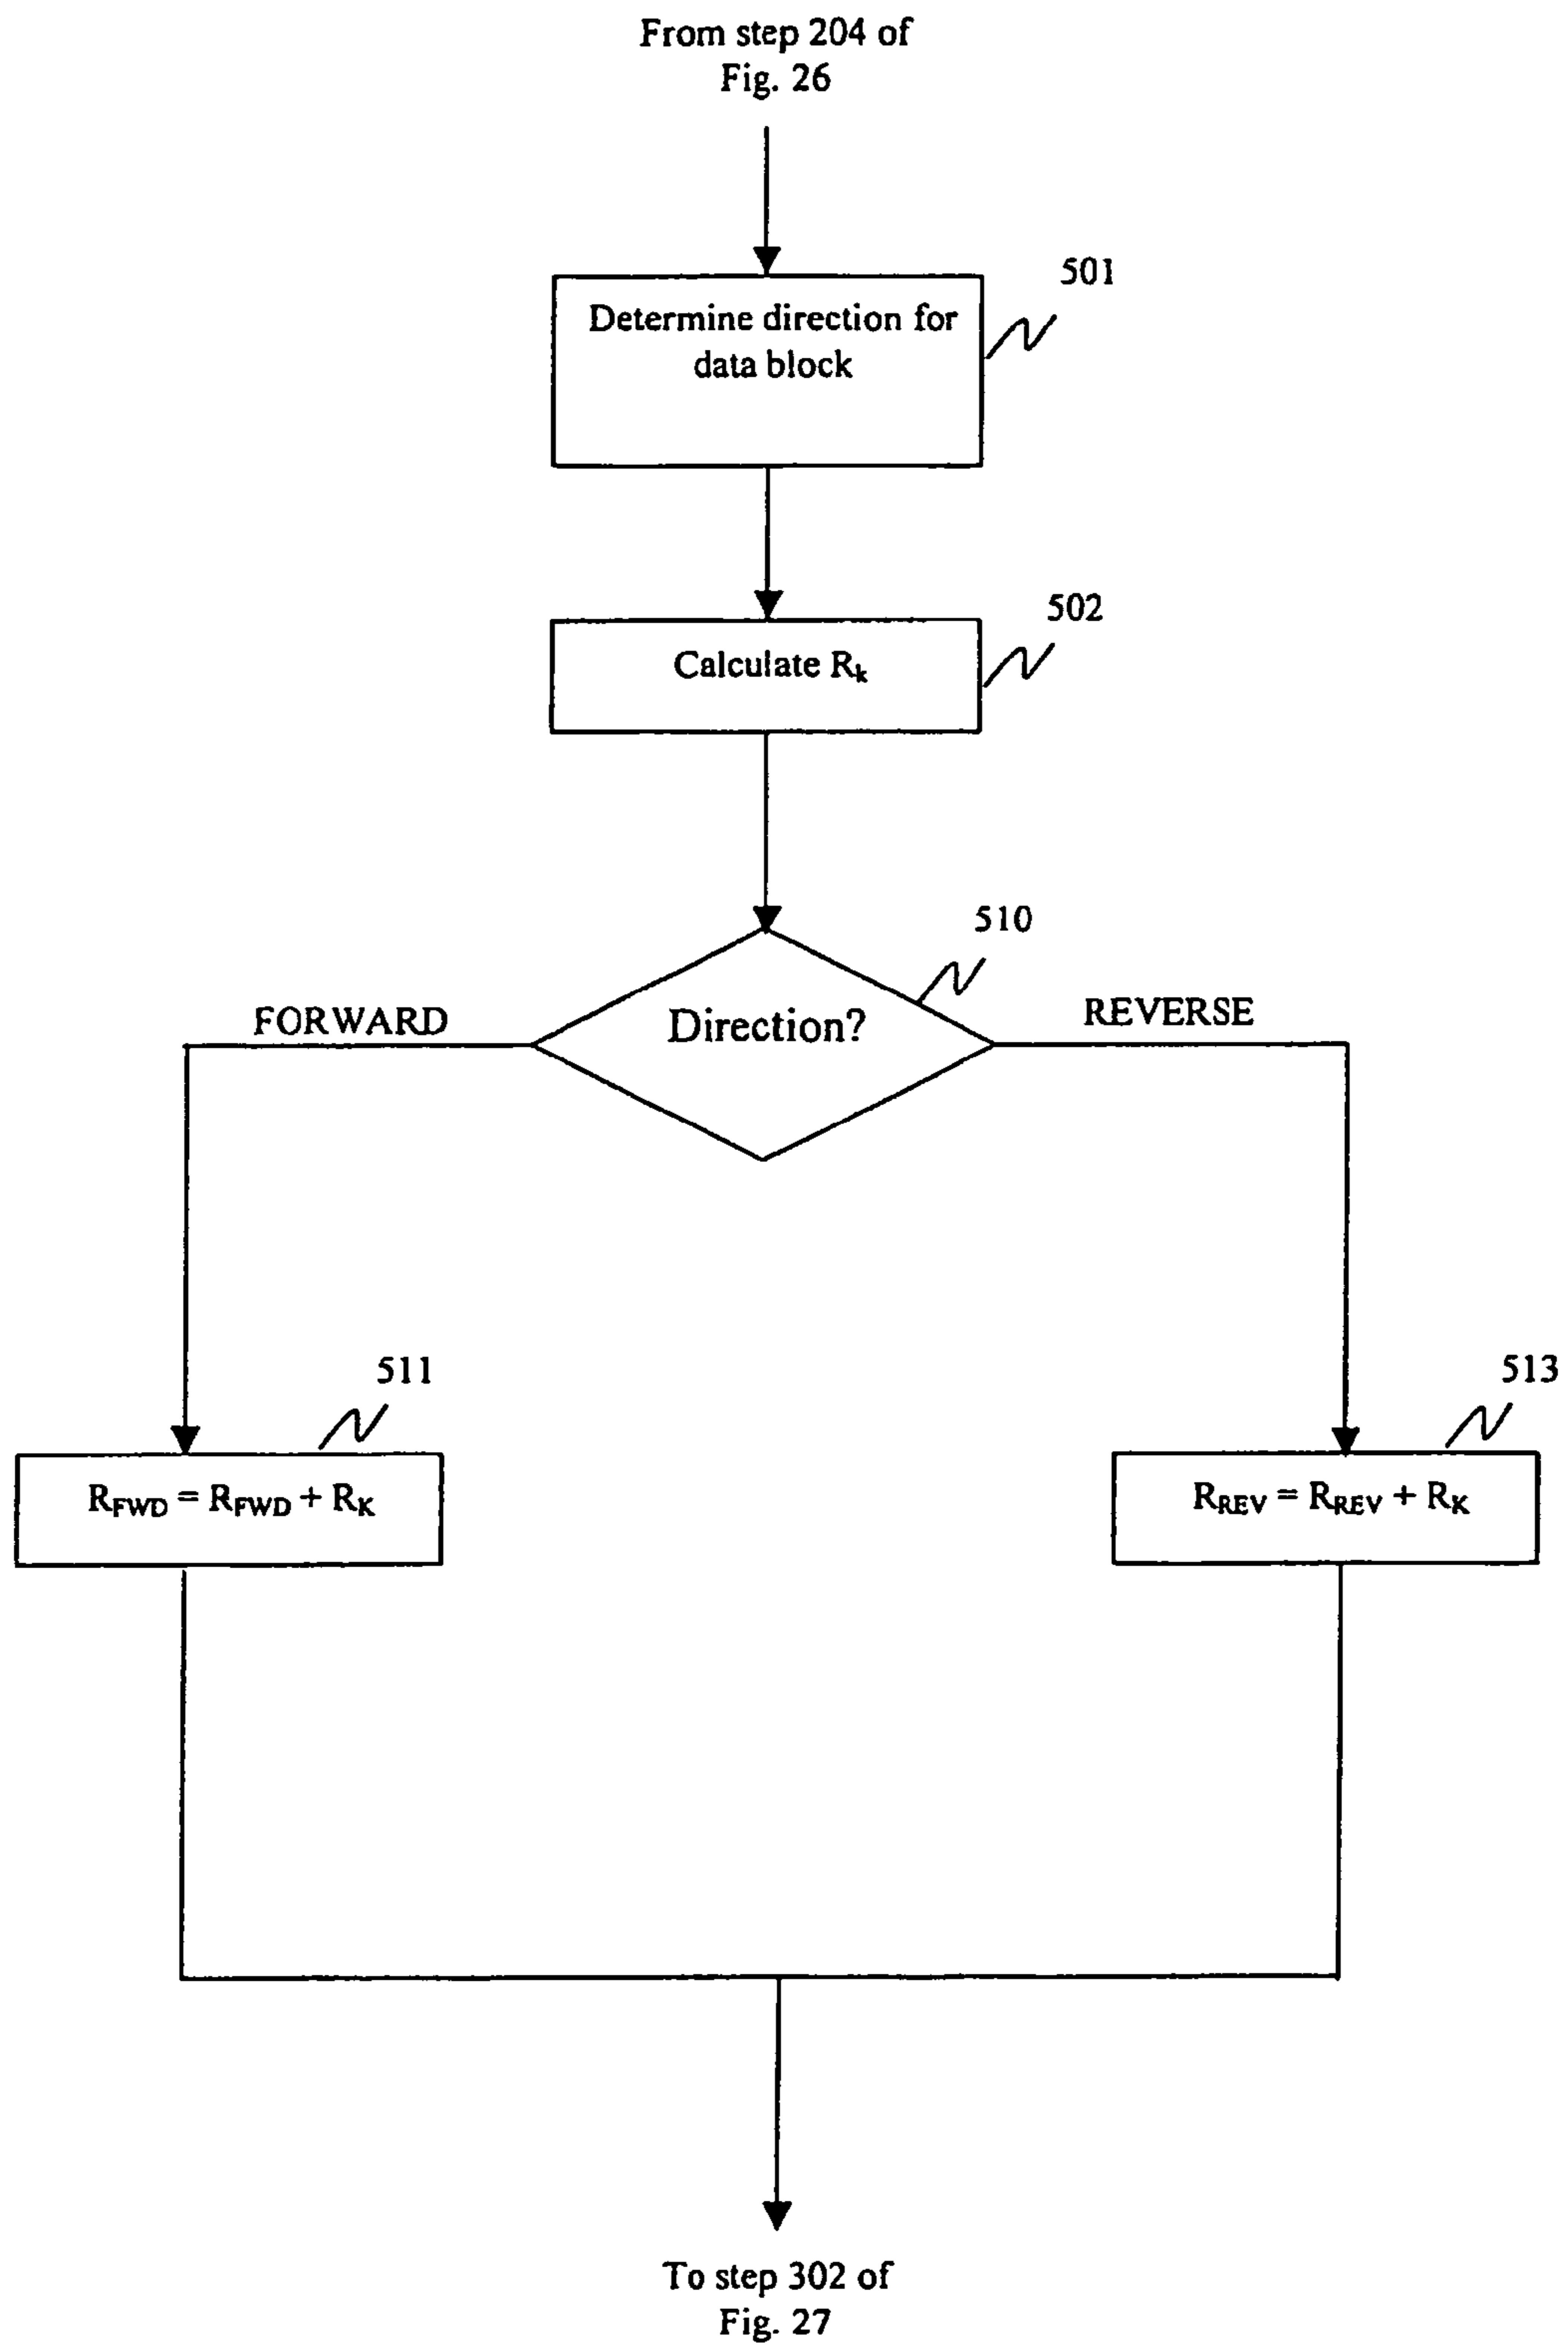 From step 204 of
Fig. 26
501
Determine direction for
data block
502
Calculate Rk
510
Direction?
FORWARD
REVERSE
511
513
RFWD = RFWD + RK
RREV = RREV + RK
To step 302 of
Fig. 27